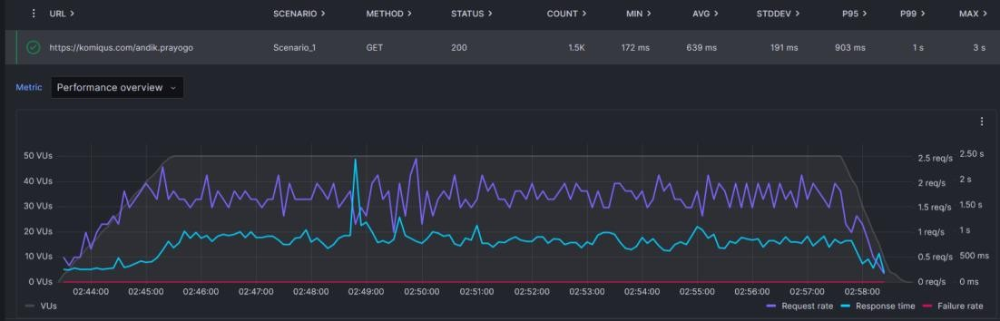 URL > SCENARIO > METHOD > STATUS > COUNT > MIN > AVG > STDDEV > P95 > P99 > MAX >
https://komiqus.com/andik.prayogo Scenario_1 GET 200 1.5K 172 ms 639 ms 191 ms 903 ms 1 s 3 s
Metric Performance overview
50 VUs 2.5 req/s 2.50 s
40 VUs 2 req/s 2 s
30 VUs 1.5 req/s 1.50 s
20 VUs 1 req/s 1 s
10 VUs 0.5 req/s 500 ms
0 VUs 0 req/s 0 ms
02:44:00 02:45:00 02:46:00 02:47:00 02:48:00 02:49:00 02:50:00 02:51:00 02:52:00 02:53:00 02:54:00 02:55:00 02:56:00 02:57:00 02:58:00
VUs Request rate Response time Failure rate